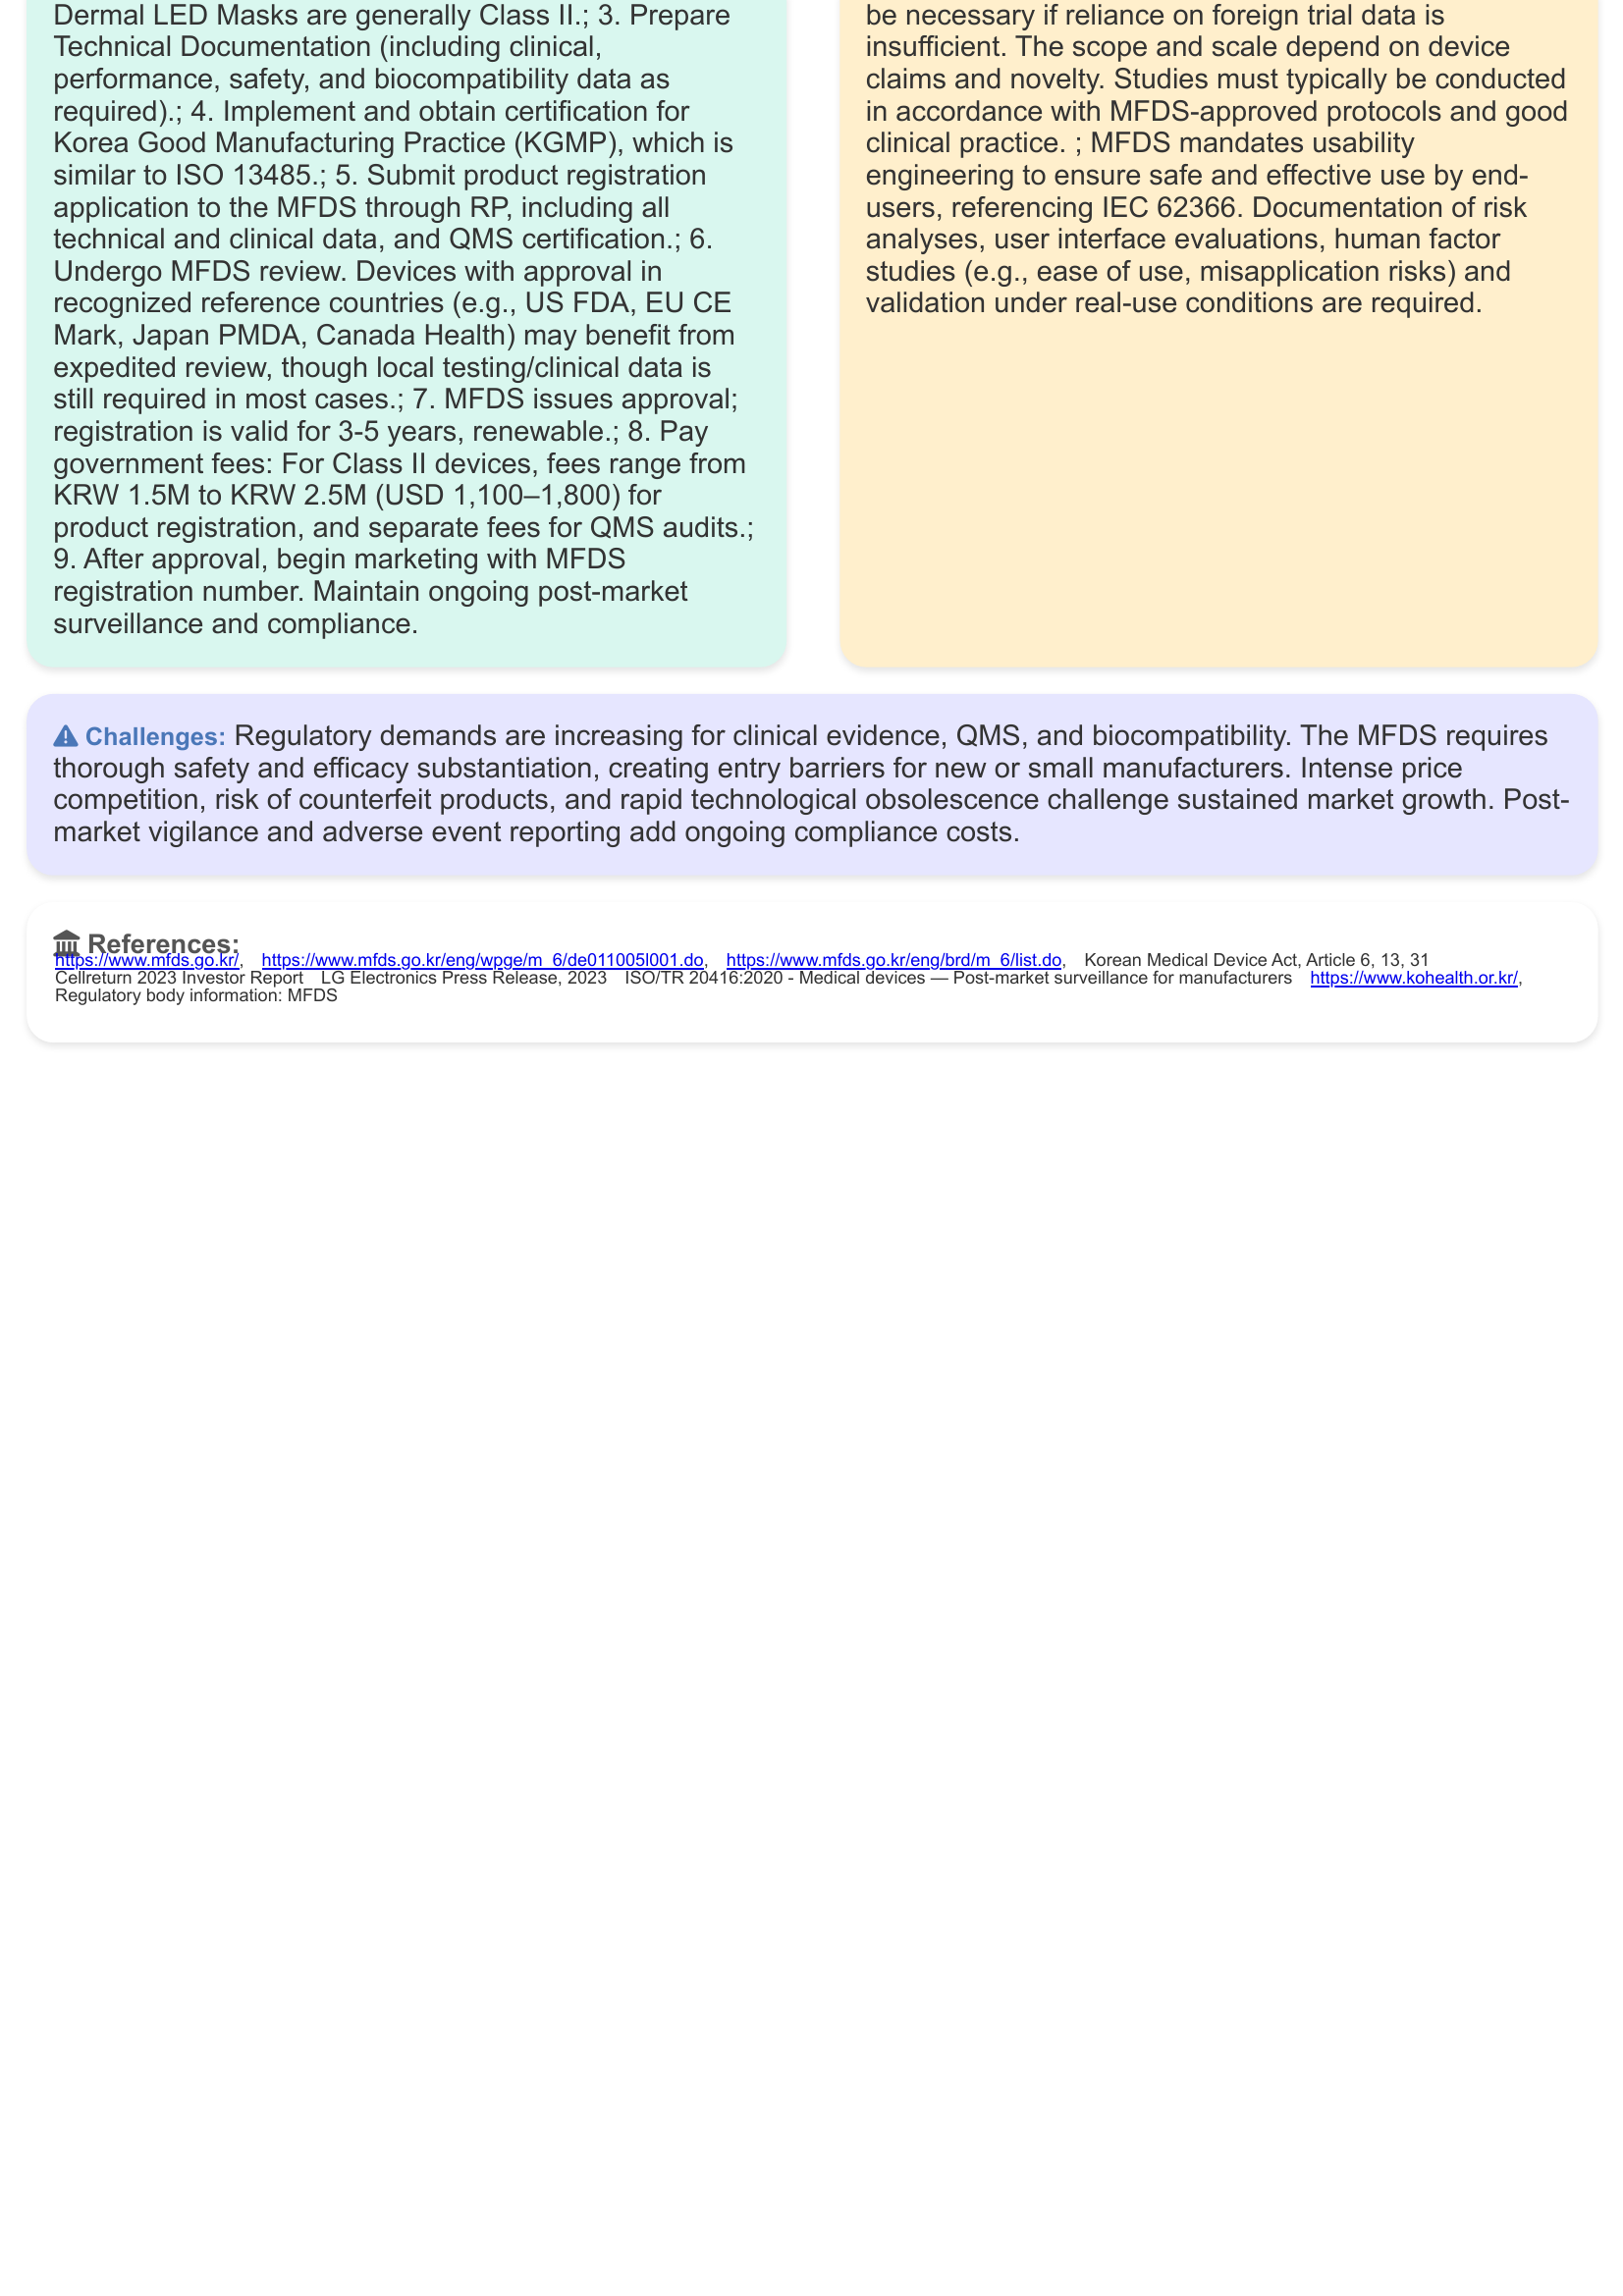 Dermal LED Masks are generally Class II.; 3. Prepare
Technical Documentation (including clinical,
performance, safety, and biocompatibility data as
required).; 4. Implement and obtain certification for
Korea Good Manufacturing Practice (KGMP), which is
similar to ISO 13485.; 5. Submit product registration
application to the MFDS through RP, including all
technical and clinical data, and QMS certification.; 6.
Undergo MFDS review. Devices with approval in
recognized reference countries (e.g., US FDA, EU CE
Mark, Japan PMDA, Canada Health) may benefit from
expedited review, though local testing/clinical data is
still required in most cases.; 7. MFDS issues approval;
registration is valid for 3-5 years, renewable.; 8. Pay
government fees: For Class II devices, fees range from
KRW 1.5M to KRW 2.5M (USD 1,100–1,800) for
product registration, and separate fees for QMS audits.;
9. After approval, begin marketing with MFDS
registration number. Maintain ongoing post-market
surveillance and compliance.
be necessary if reliance on foreign trial data is
insufficient. The scope and scale depend on device
claims and novelty. Studies must typically be conducted
in accordance with MFDS-approved protocols and good
clinical practice. ; MFDS mandates usability
engineering to ensure safe and effective use by end-
users, referencing IEC 62366. Documentation of risk
analyses, user interface evaluations, human factor
studies (e.g., ease of use, misapplication risks) and
validation under real-use conditions are required.
Challenges: Regulatory demands are increasing for clinical evidence, QMS, and biocompatibility. The MFDS requires
thorough safety and efficacy substantiation, creating entry barriers for new or small manufacturers. Intense price
competition, risk of counterfeit products, and rapid technological obsolescence challenge sustained market growth. Post-
market vigilance and adverse event reporting add ongoing compliance costs.
References:
https://www.mfds.go.kr/, https://www.mfds.go.kr/eng/wpge/m_6/de011005l001.do, https://www.mfds.go.kr/eng/brd/m_6/list.do, Korean Medical Device Act, Article 6, 13, 31
Cellreturn 2023 Investor Report LG Electronics Press Release, 2023 ISO/TR 20416:2020 - Medical devices — Post-market surveillance for manufacturers https://www.kohealth.or.kr/,
Regulatory body information: MFDS